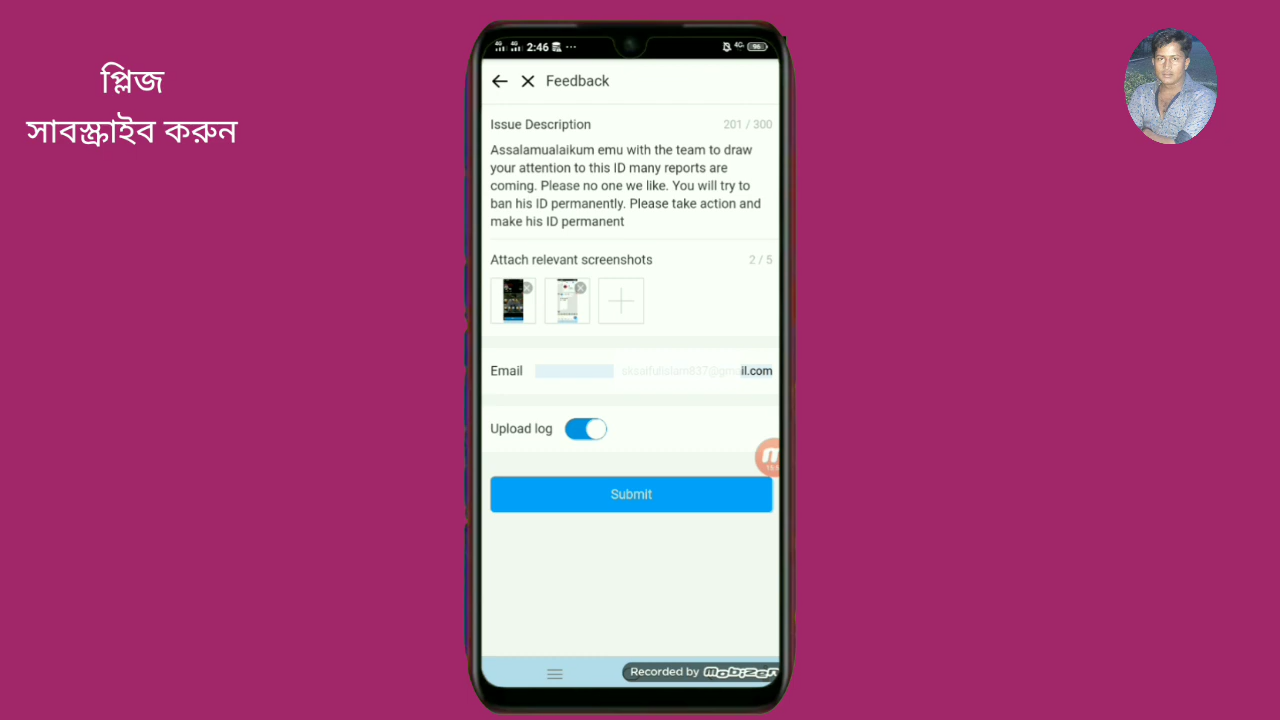 প্লিজ
সাবস্ক্রাইব করুন
2:46
Feedback
Issue Description 201 / 300
Assalamualaikum emu with the team to draw
your attention to this ID many reports are
coming. Please no one we like. You will try to
ban his ID permanently. Please take action and
make his ID permanent
Attach relevant screenshots 2 / 5
Email il.com
Upload log
Submit
Recorded by Mobizen